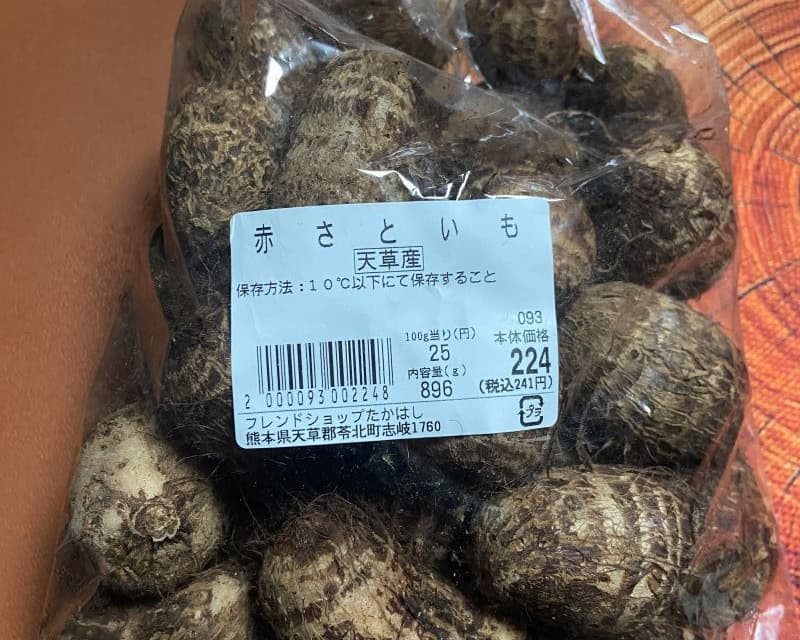 赤さといも
天草産
保存方法:10℃以下にて保存すること
093
100g当り(円) 本体価格
25 224
内容量(g) (税込241円)
896
2 000093 002248
プラ
フレンドショップたかはし
熊本県天草郡苓北町志岐1760